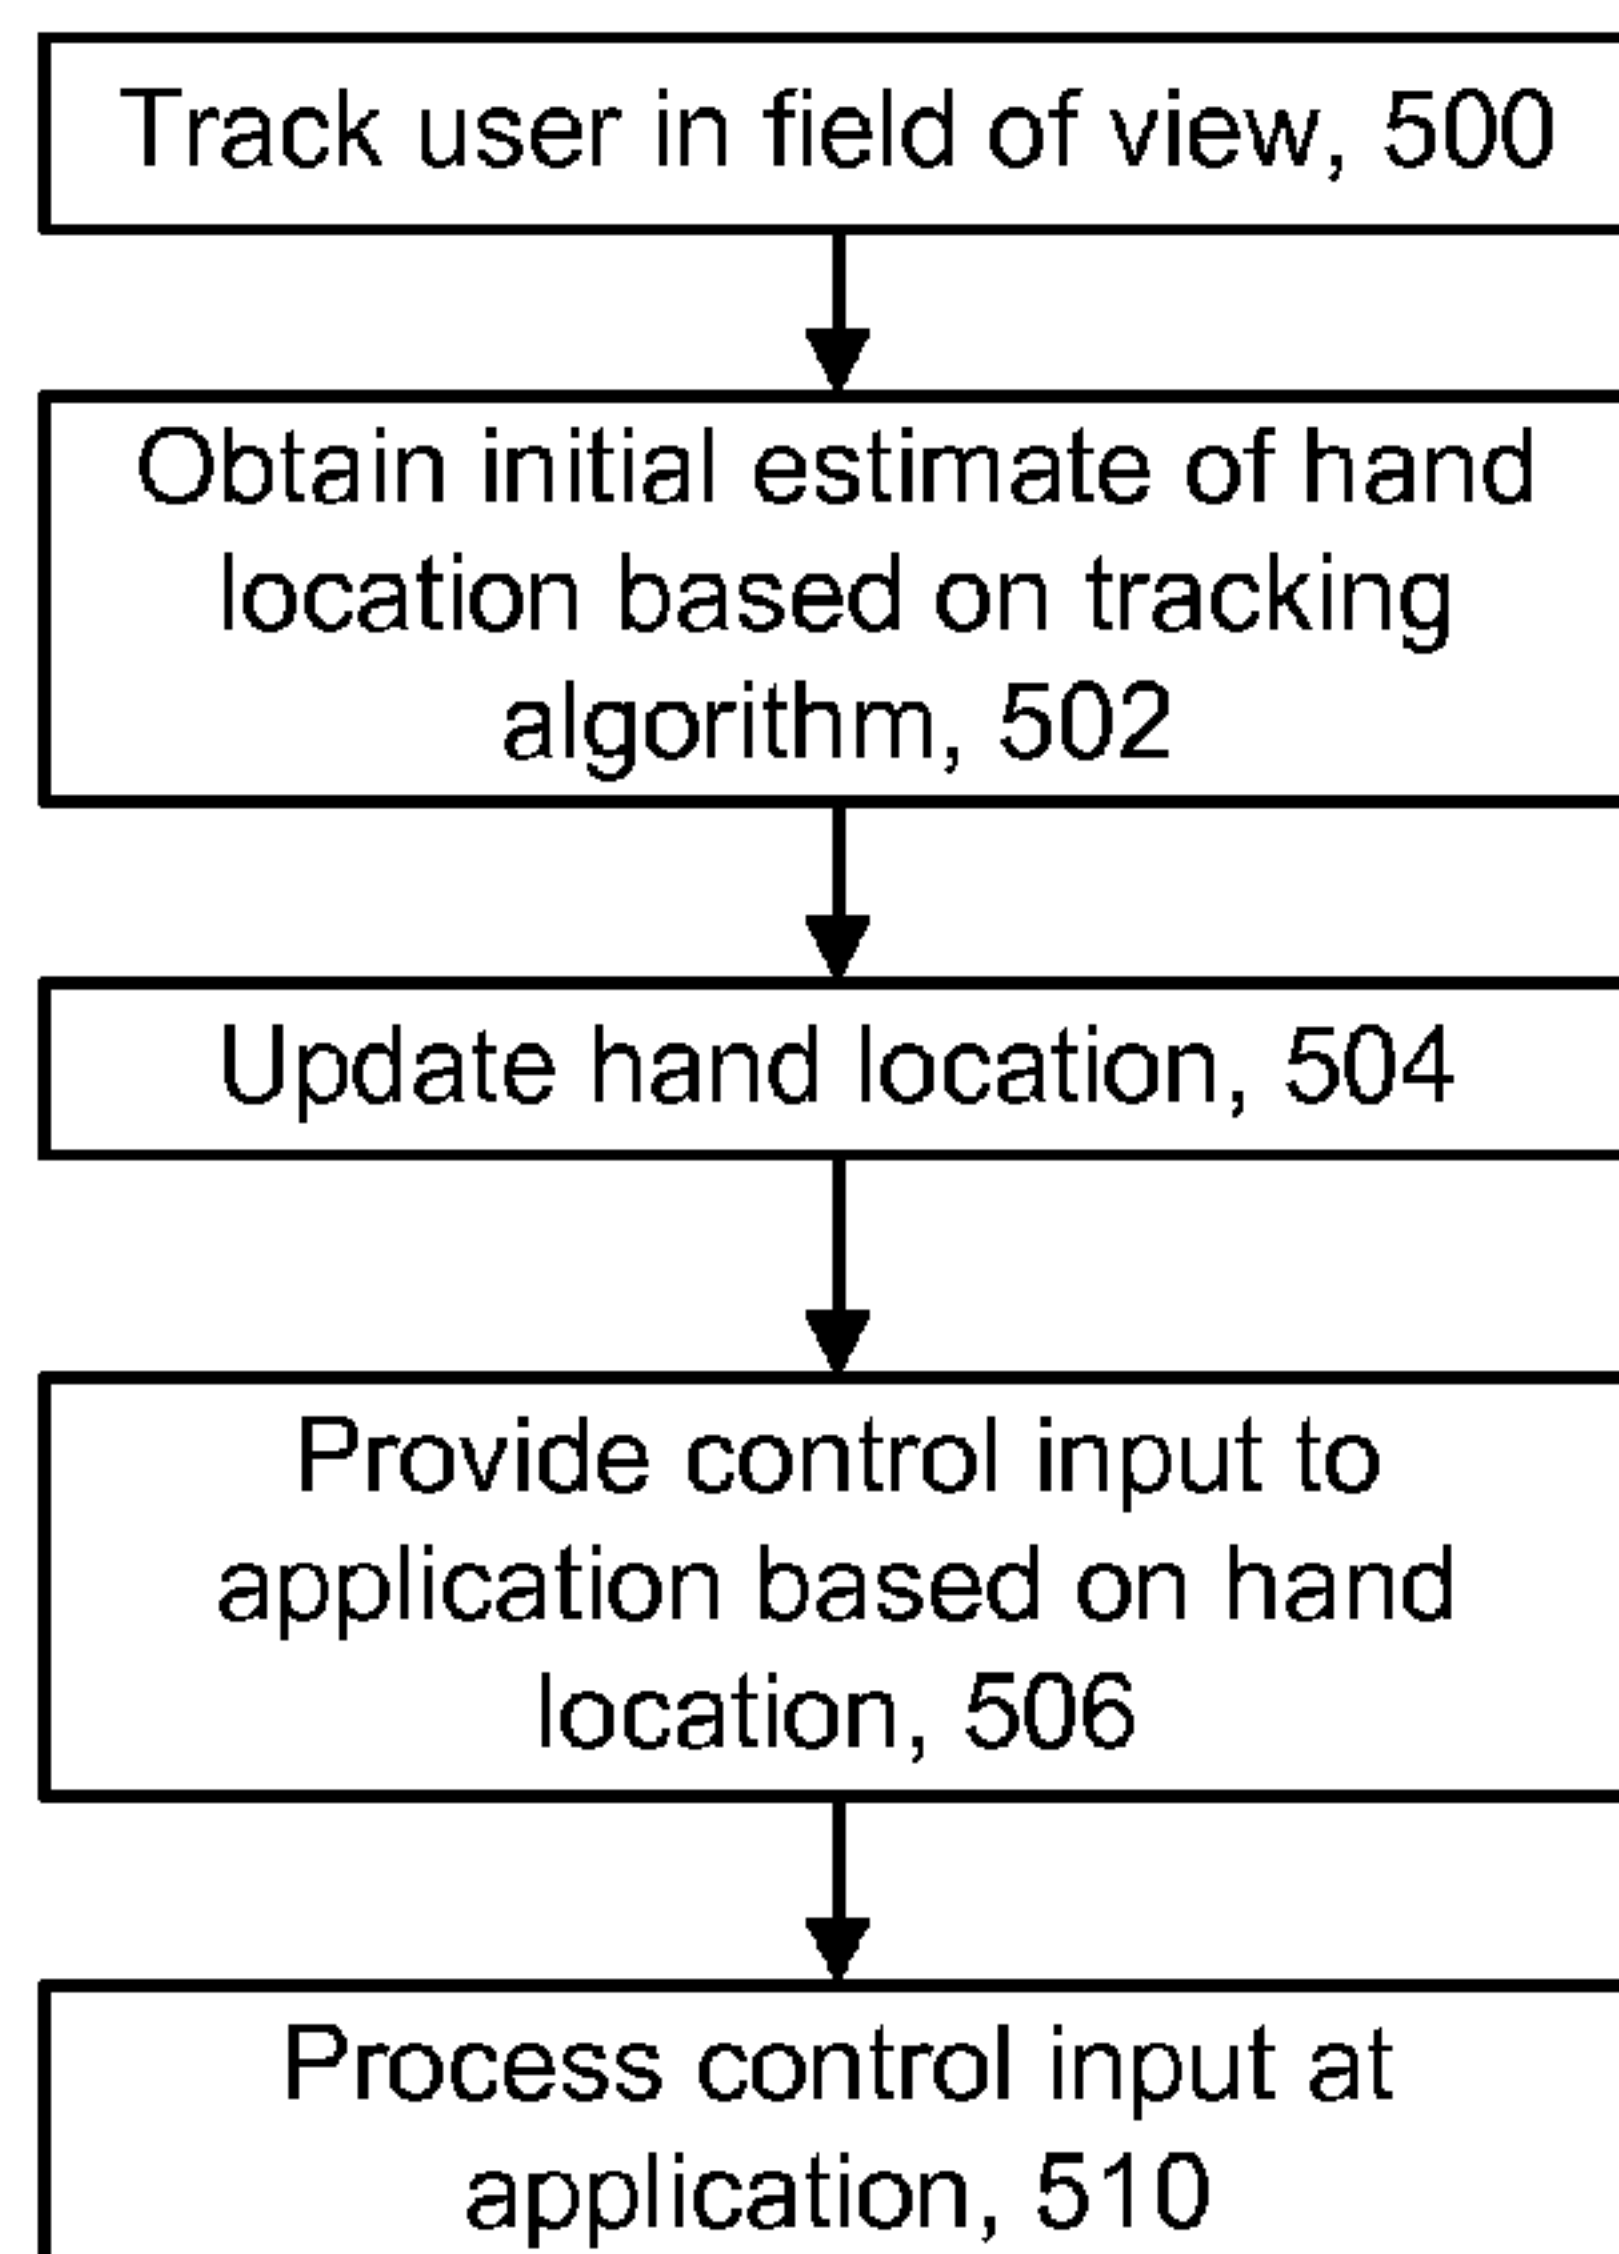 Track user in field of view, 500
Obtain initial estimate of hand
location based on tracking
algorithm, 502
Update hand location, 504
Provide control input to
application based on hand
location, 506
Process control input at
application, 510